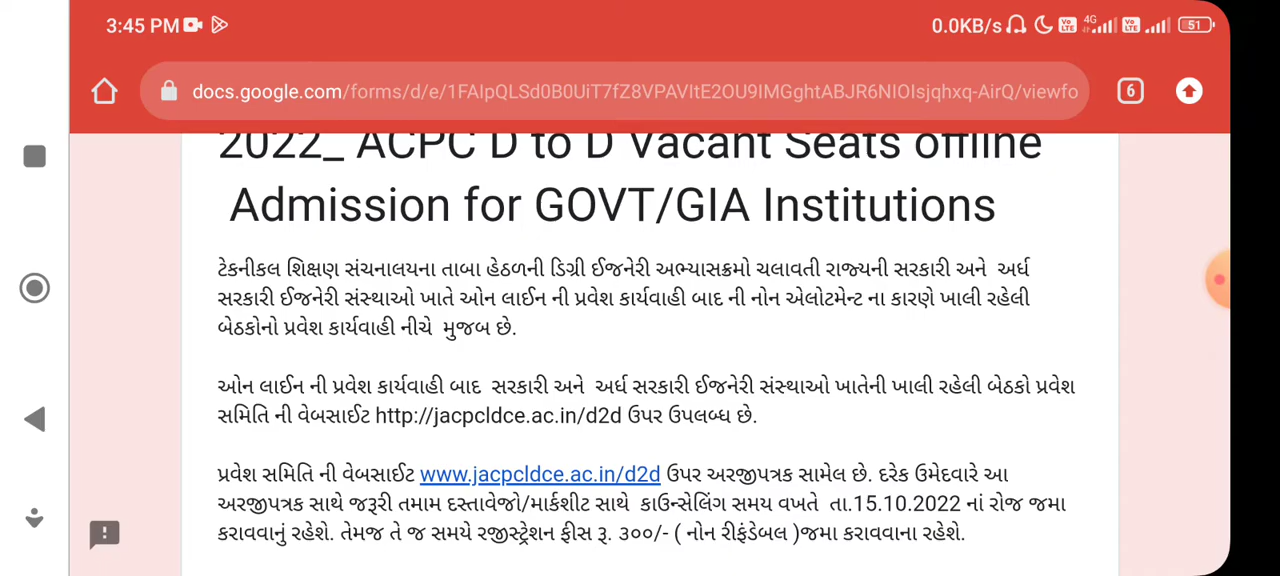 3:45 PM
0.0KB/s
4G
51
docs.google.com/forms/d/e/1FAIpQLSd0B0UiT7fZ8VPAVItE2OU9IMGghtABJR6NIOIsjqhxq-AirQ/viewfo
6
2022_ ACPC D to D Vacant Seats offline
Admission for GOVT/GIA Institutions
ટેકનીકલ શિક્ષણ સંચનાલયના તાબા હેઠળની ડિગ્રી ઈજનેરી અભ્યાસક્રમો ચલાવતી રાજ્યની સરકારી અને અર્ધ
સરકારી ઈજનેરી સંસ્થાઓ ખાતે ઓન લાઈન ની પ્રવેશ કાર્યવાહી બાદ ની નોન એલોટમેન્ટ ના કારણે ખાલી રહેલી
બેઠકોનો પ્રવેશ કાર્યવાહી નીચે મુજબ છે.
ઓન લાઈન ની પ્રવેશ કાર્યવાહી બાદ સરકારી અને અર્ધ સરકારી ઈજનેરી સંસ્થાઓ ખાતેની ખાલી રહેલી બેઠકો પ્રવેશ
સમિતિ ની વેબસાઈટ http://jacpcldce.ac.in/d2d ઉપર ઉપલબ્ધ છે.
પ્રવેશ સમિતિ ની વેબસાઈટ www.jacpcldce.ac.in/d2d ઉપર અરજીપત્રક સામેલ છે. દરેક ઉમેદવારે આ
અરજીપત્રક સાથે જરૂરી તમામ દસ્તાવેજો/માર્કશીટ સાથે કાઉન્સેલિંગ સમય વખતે તા.15.10.2022 નાં રોજ જમા
કરાવવાનું રહેશે. તેમજ તે જ સમયે રજીસ્ટ્રેશન ફીસ રૂ. ૩૦૦/- ( નોન રીફંડેબલ )જમા કરાવવાના રહેશે.